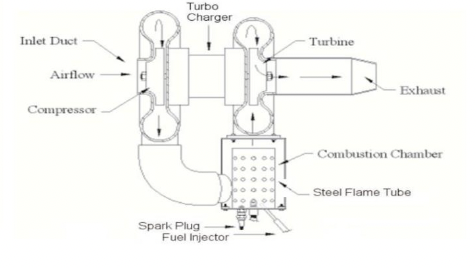 Turbo
Charger
Inlet Duct
Turbine
Airflow
Exhaust
Compressor
Combustion Chamber
Steel Flame Tube
Spark Plug
Fuel Injector